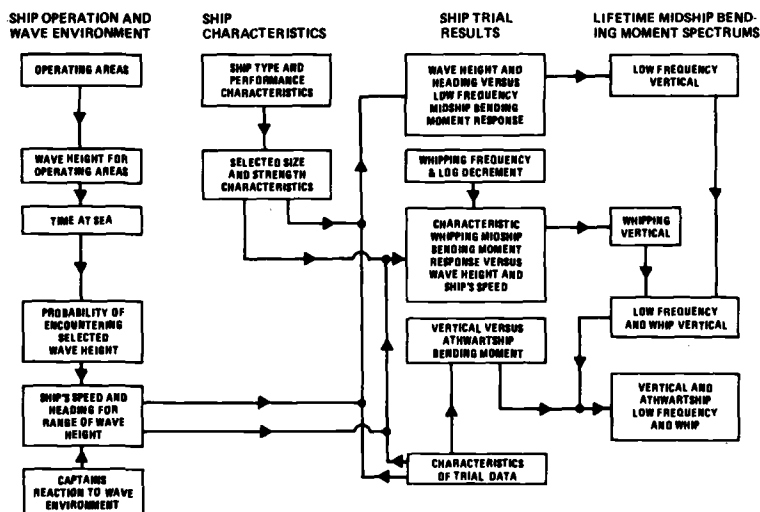 SHIP OPERATION AND
WAVE ENVIRONMENT
OPERATING AREAS
WAVE HEIGHT FOR
OPERATING AREAS
TIME AT SEA
PROBABILITY OF
ENCOUNTERING
SELECTED
WAVE HEIGHT
SHIP'S SPEED AND
HEADING FOR
RANGE OF WAVE
HEIGHT
CAPTAINS
REACTION TO WAVE
ENVIRONMENT
SHIP
CHARACTERISTICS
SHIP TYPE AND
PERFORMANCE
CHARACTERISTICS
SELECTED SIZE
AND STRENGTH
CHARACTERISTICS
SHIP TRIAL
RESULTS
WAVE HEIGHT AND
HEADING VERSUS
LOW FREQUENCY
MIDSHIP BENDING
MOMENT RESPONSE
WHIPPING FREQUENCY
& LOG DECREMENT
CHARACTERISTIC
WHIPPING MIDSHIP
BENDING MOMENT
RESPONSE VERSUS
WAVE HEIGHT AND
SHIP'S SPEED
VERTICAL VERSUS
ATHWARTSHIP
BENDING MOMENT
CHARACTERISTICS
OF TRIAL DATA
LIFETIME MIDSHIP BEND-
ING MOMENT SPECTRUMS
LOW FREQUENCY
VERTICAL
WHIPPING
VERTICAL
LOW FREQUENCY
AND WHIP VERTICAL
VERTICAL AND
ATHWARTSHIP
LOW FREQUENCY
AND WHIP